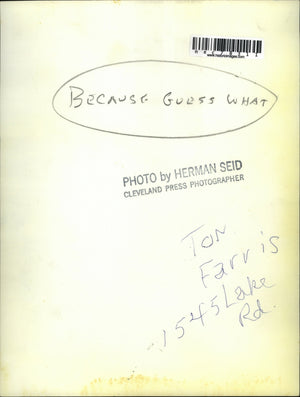 BECAUSE GUESS WHAT
PHOTO by HERMAN SEID
CLEVELAND PRESS PHOTOGRAPHER
Tom
Farris
1545 Lake
Rd.